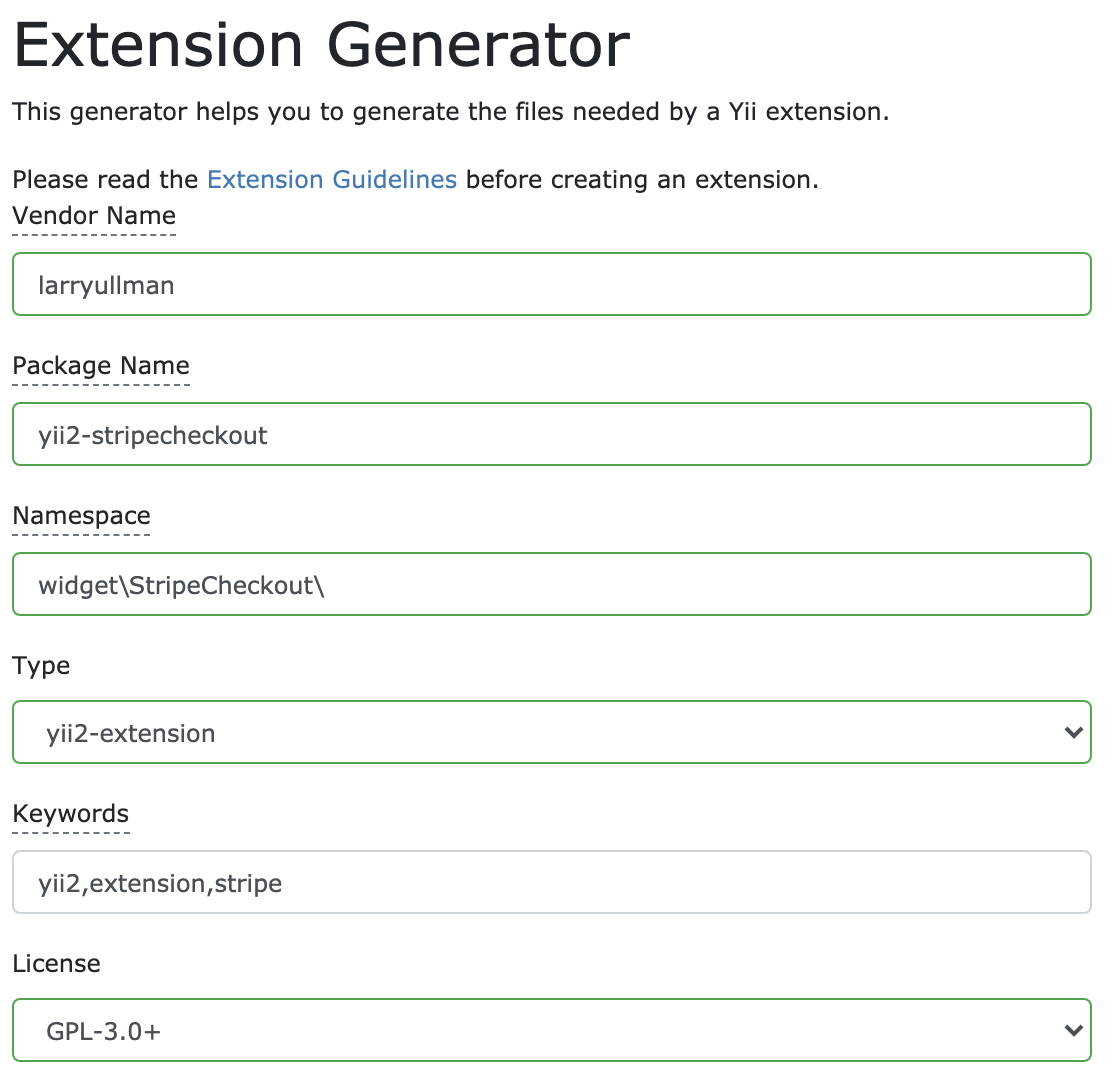 Extension Generator
This generator helps you to generate the files needed by a Yii extension.
Please read the Extension Guidelines before creating an extension.
Vendor Name
larryullman
Package Name
yii2-stripecheckout
Namespace
widget\StripeCheckout\
Type
yii2-extension
Keywords
yii2,extension,stripe
License
GPL-3.0+